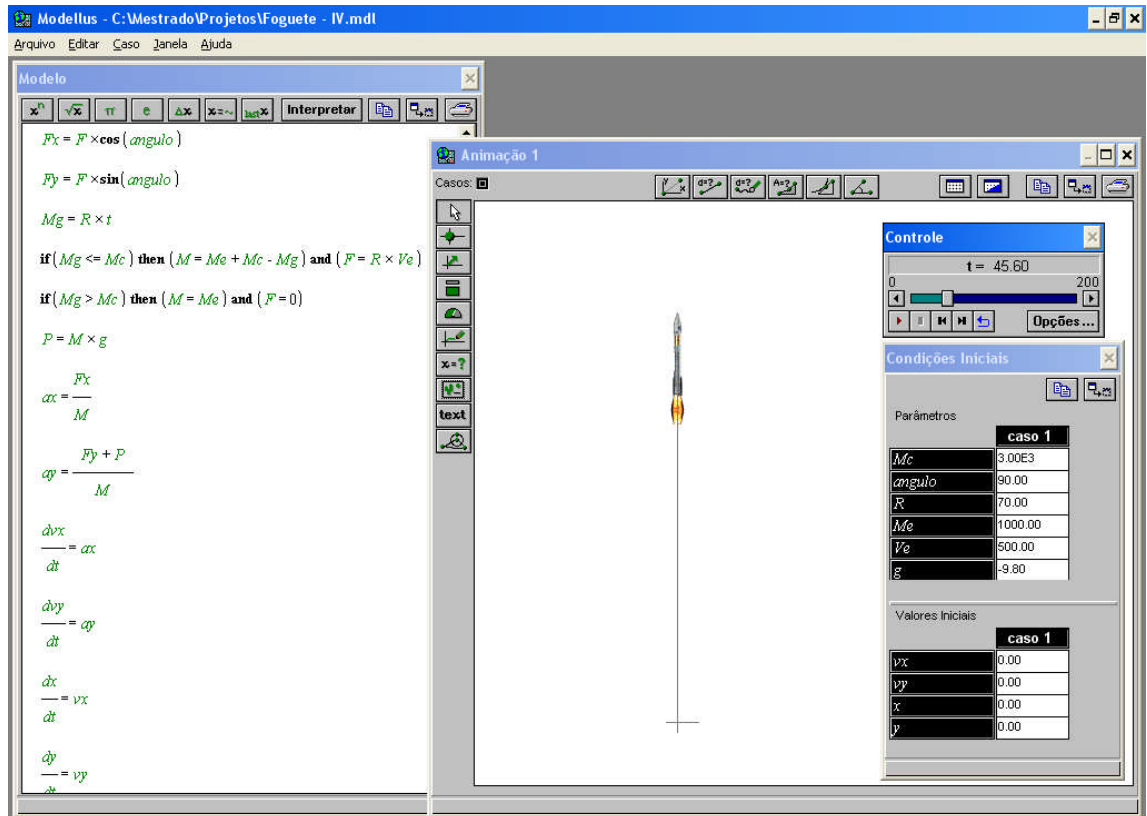 Modellus - C:\Mestrado\Projetos\Foguete - IV.mdl
Arquivo Editar Caso Janela Ajuda
Modelo
xⁿ √x π e Δx x=~ last x Interpretar
Fx = F ×cos(angulo)
Fy = F ×sin(angulo)
Mg = R × t
if(Mg <= Mc) then (M = Me + Mc - Mg) and (F = R × Ve)
if(Mg > Mc) then (M = Me) and (F = 0)
P = M × g
ax = Fx / M
ay = Fy + P / M
dvx / dt = ax
dvy / dt = ay
dx / dt = vx
dy / dt = vy
Animação 1
Casos:
x=?
text
Controle
t = 45.60
0 200
Opções...
Condições Iniciais
Parâmetros
caso 1
Mc 3.00E3
angulo 90.00
R 70.00
Me 1000.00
Ve 500.00
g -9.80
Valores Iniciais
caso 1
vx 0.00
vy 0.00
x 0.00
y 0.00